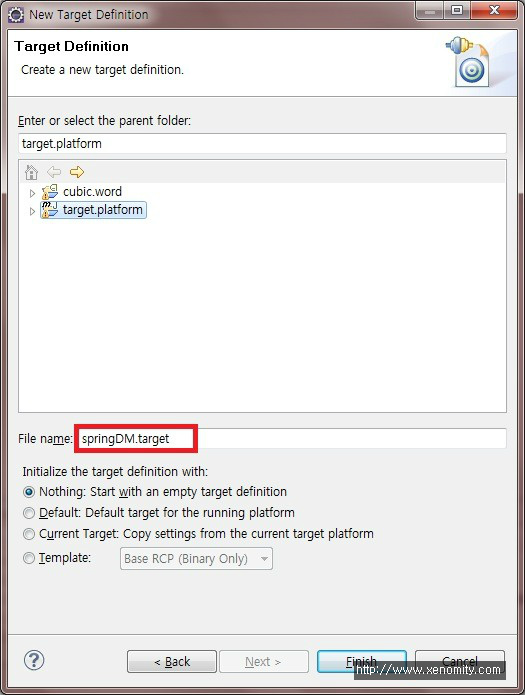 New Target Definition
Target Definition
Create a new target definition.
Enter or select the parent folder:
target.platform
cubic.word
target.platform
File name: springDM.target
Initialize the target definition with:
Nothing: Start with an empty target definition
Default: Default target for the running platform
Current Target: Copy settings from the current target platform
Template: Base RCP (Binary Only)
? < Back Next > Finish Cancel
http://www.xenomity.com